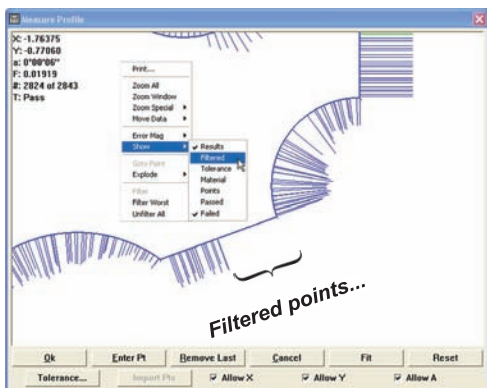 Measure Profile
X: -1.76375
Y: -0.77060
a: 0°00'06"
F: 0.01919
#: 2824 of 2843
T: Pass
Print...
Zoom All
Zoom Window
Zoom Special
Move Data
Error Mag
Show
Goto Point
Explode
Filter
Filter Worst
Unfilter All
Results
Filtered
Tolerance
Material
Points
Passed
Failed
Filtered points...
Ok Enter Pt Remove Last Cancel Fit Reset
Tolerance... Import Pts Allow X Allow Y Allow A